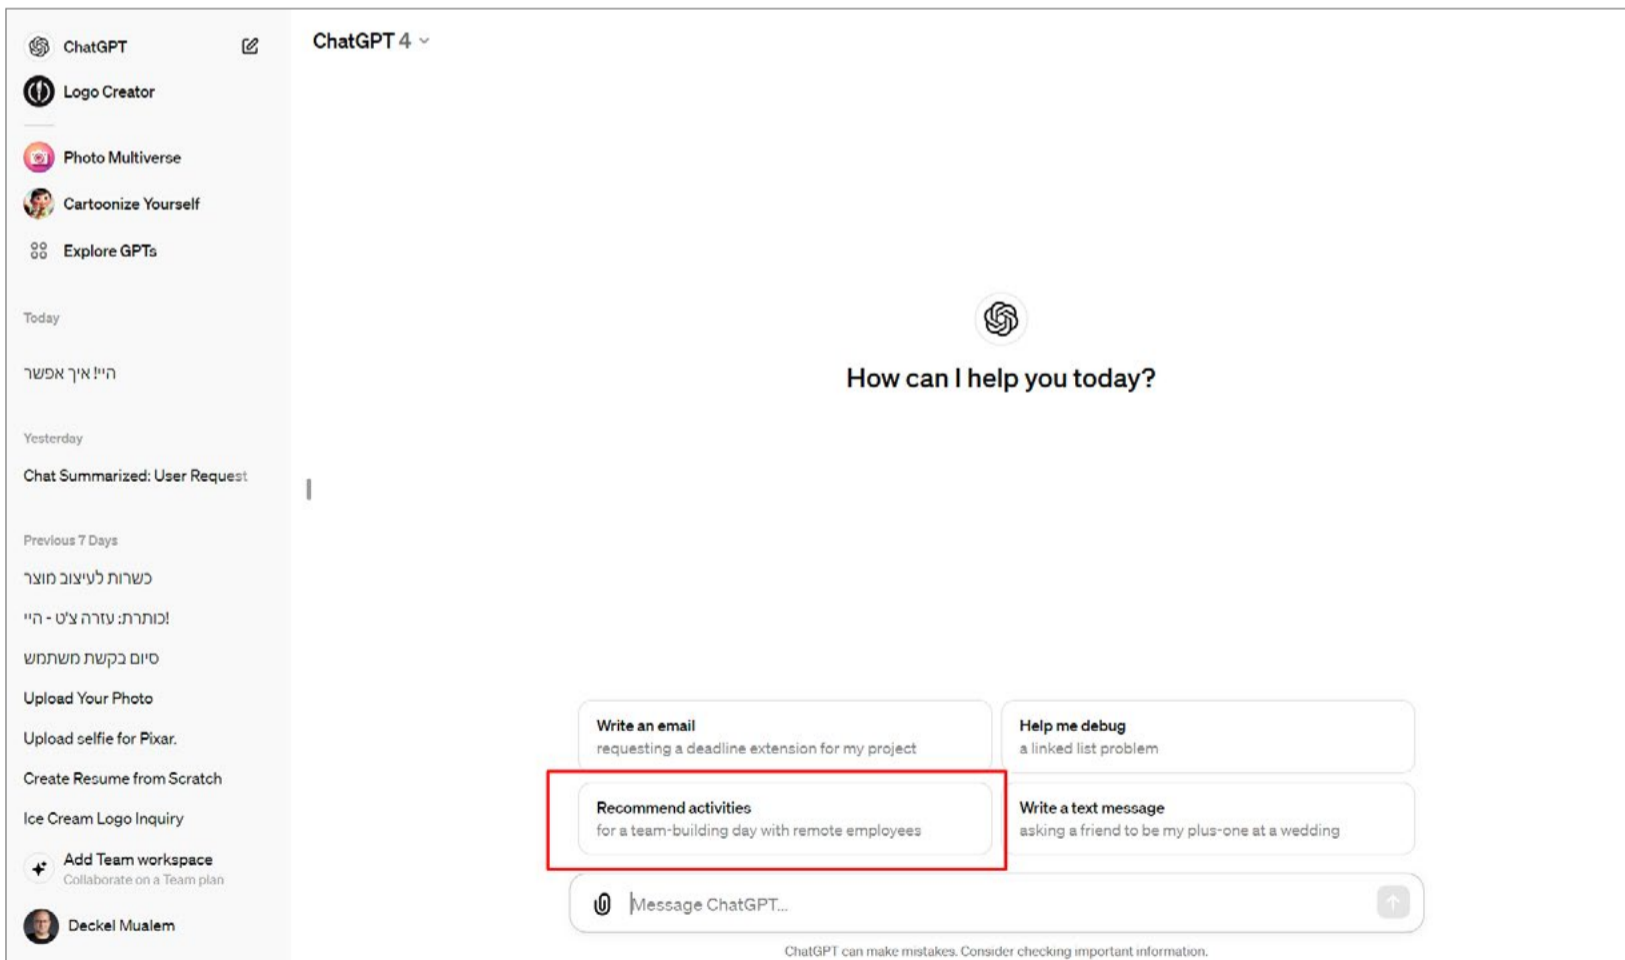 ChatGPT
Logo Creator
Photo Multiverse
Cartoonize Yourself
Explore GPTs
Today
היי! איך אפשר
Yesterday
Chat Summarized: User Request
Previous 7 Days
כשרות לעיצוב מוצר
!כותרת: עזרה צ'ט - היי
סיום בקשת משתמש
Upload Your Photo
Upload selfie for Pixar.
Create Resume from Scratch
Ice Cream Logo Inquiry
Add Team workspace
Collaborate on a Team plan
Deckel Mualem
ChatGPT 4
How can I help you today?
Write an email
requesting a deadline extension for my project
Help me debug
a linked list problem
Recommend activities
for a team-building day with remote employees
Write a text message
asking a friend to be my plus-one at a wedding
Message ChatGPT...
ChatGPT can make mistakes. Consider checking important information.